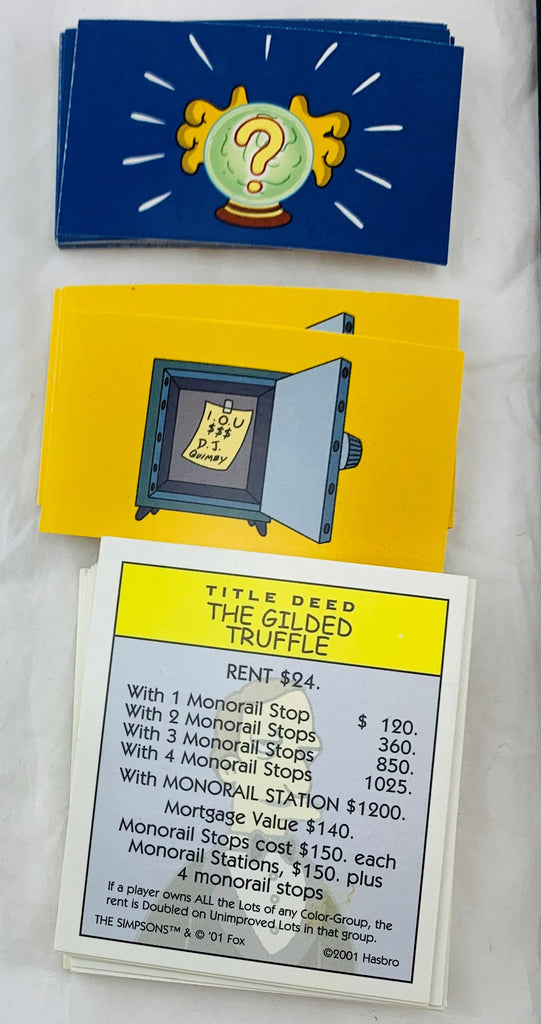 ?
I.O.U
$$$
D.J.
QUIMBY
TITLE DEED
THE GILDED
TRUFFLE
RENT $24.
With 1 Monorail Stop $ 120.
With 2 Monorail Stops 360.
With 3 Monorail Stops 850.
With 4 Monorail Stops 1025.
With MONORAIL STATION $1200.
Mortgage Value $140.
Monorail Stops cost $150. each
Monorail Stations, $150. plus
4 monorail stops
If a player owns ALL the Lots of any Color-Group, the
rent is Doubled on Unimproved Lots in that group.
THE SIMPSONS™ & © '01 Fox ©2001 Hasbro